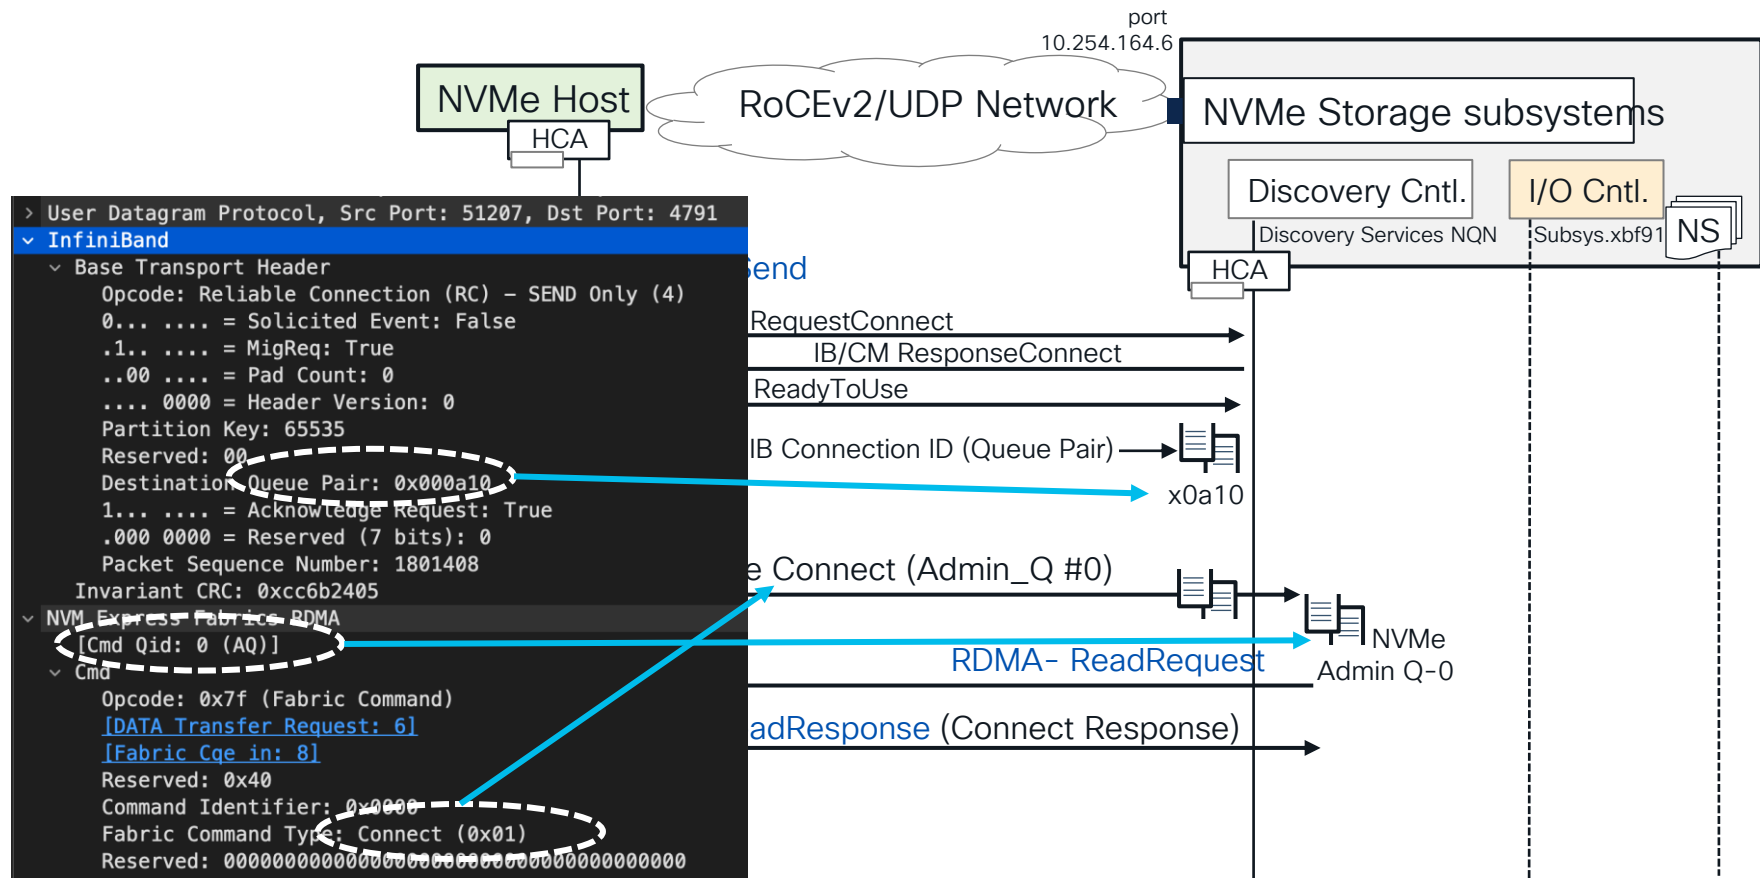 port
10.254.164.6
NVMe Host
HCA
RoCEv2/UDP Network
NVMe Storage subsystems
Discovery Cntl.
I/O Cntl.
Discovery Services NQN
Subsys.xbf91
NS
HCA
> User Datagram Protocol, Src Port: 51207, Dst Port: 4791
InfiniBand
Base Transport Header
Opcode: Reliable Connection (RC) – SEND Only (4)
0... .... = Solicited Event: False
.1.. .... = MigReq: True
..00 .... = Pad Count: 0
.... 0000 = Header Version: 0
Partition Key: 65535
Reserved: 00
Destination Queue Pair: 0x000a10
1... .... = Acknowledge Request: True
.000 0000 = Reserved (7 bits): 0
Packet Sequence Number: 1801408
Invariant CRC: 0xcc6b2405
NVM Express Fabrics RDMA
[Cmd Qid: 0 (AQ)]
Cmd
Opcode: 0x7f (Fabric Command)
[DATA Transfer Request: 6]
[Fabric Cqe in: 8]
Reserved: 0x40
Command Identifier: 0x0000
Fabric Command Type: Connect (0x01)
Reserved: 00000000000000000000000000000000000000
Send
RequestConnect
IB/CM ResponseConnect
ReadyToUse
IB Connection ID (Queue Pair)
x0a10
e Connect (Admin_Q #0)
NVMe
Admin Q-0
RDMA- ReadRequest
adResponse (Connect Response)